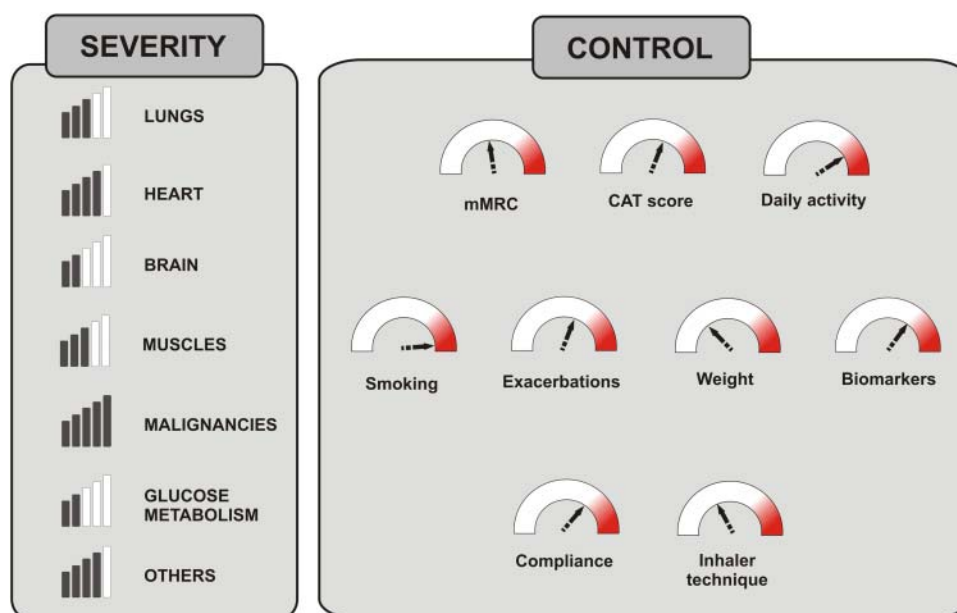 SEVERITY
LUNGS
HEART
BRAIN
MUSCLES
MALIGNANCIES
GLUCOSE
METABOLISM
OTHERS
CONTROL
mMRC
CAT score
Daily activity
Smoking
Exacerbations
Weight
Biomarkers
Compliance
Inhaler
technique